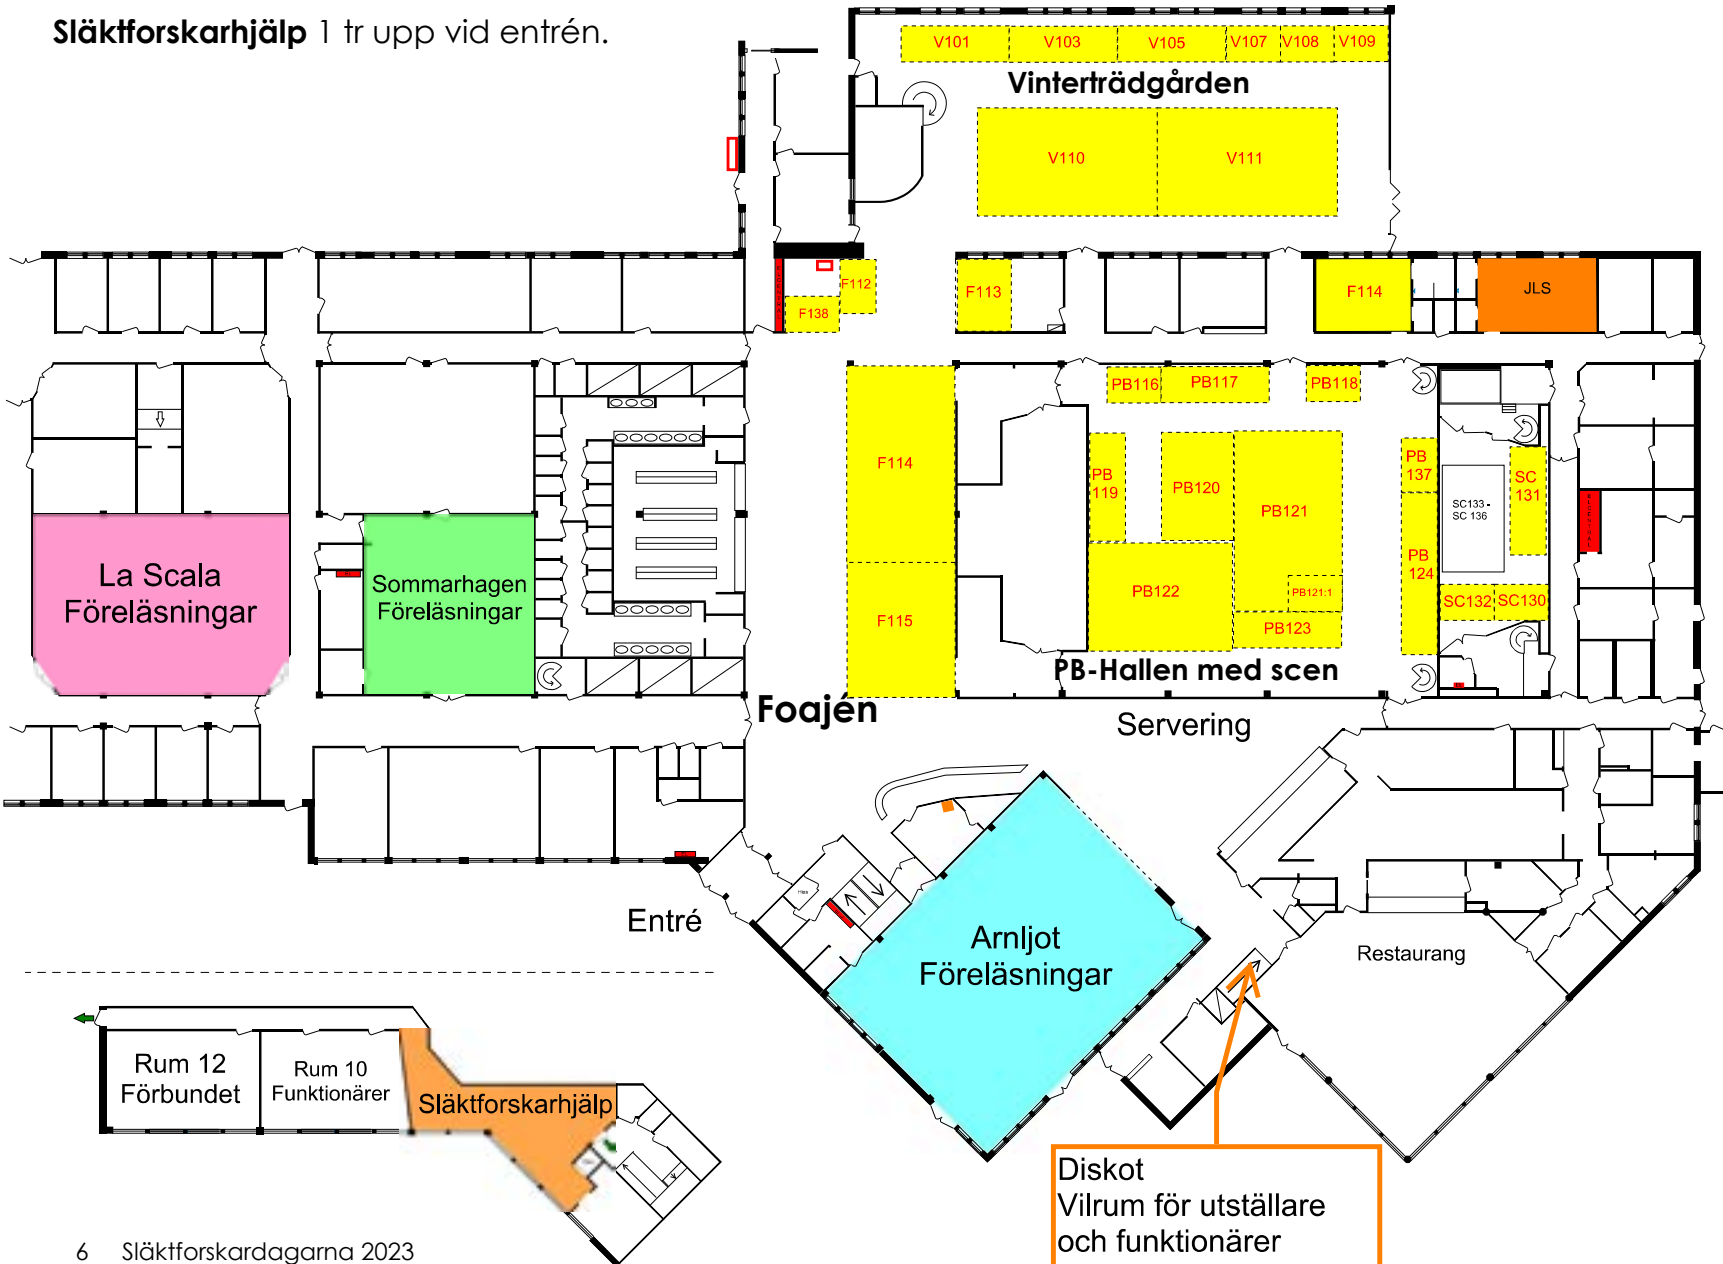 Släktforskarhjälp 1 tr upp vid entrén.
V101
V103
V105
V107
V108
V109
Vinterträdgården
V110
V111
F112
F138
F113
F114
JLS
PB116
PB117
PB118
F114
PB
119
PB120
PB121
PB
137
SC
131
SC133 -
SC 136
ELCENTRAL
La Scala
Föreläsningar
Sommarhagen
Föreläsningar
PB
124
F115
PB122
PB121:1
PB123
SC132
SC130
PB-Hallen med scen
Foajén
Servering
Hiss
Entré
Arnljot
Föreläsningar
Restaurang
Rum 12
Förbundet
Rum 10
Funktionärer
Släktforskarhjälp
Diskot
Vilrum för utställare
och funktionärer
6 Släktforskardagarna 2023